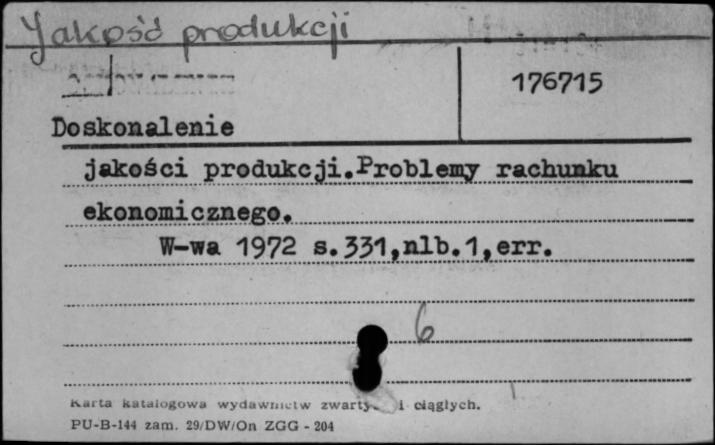 Jakość produkcji
176715
Doskonalenie
jakości produkcji.Problemy rachunku
ekonomicznego.
W-wa 1972 s.331,nlb.1,err.
6
Karta katalogowa wydawnictw zwartych i ciągłych.
PU-B-144 zam. 29/DW/On ZGG - 204